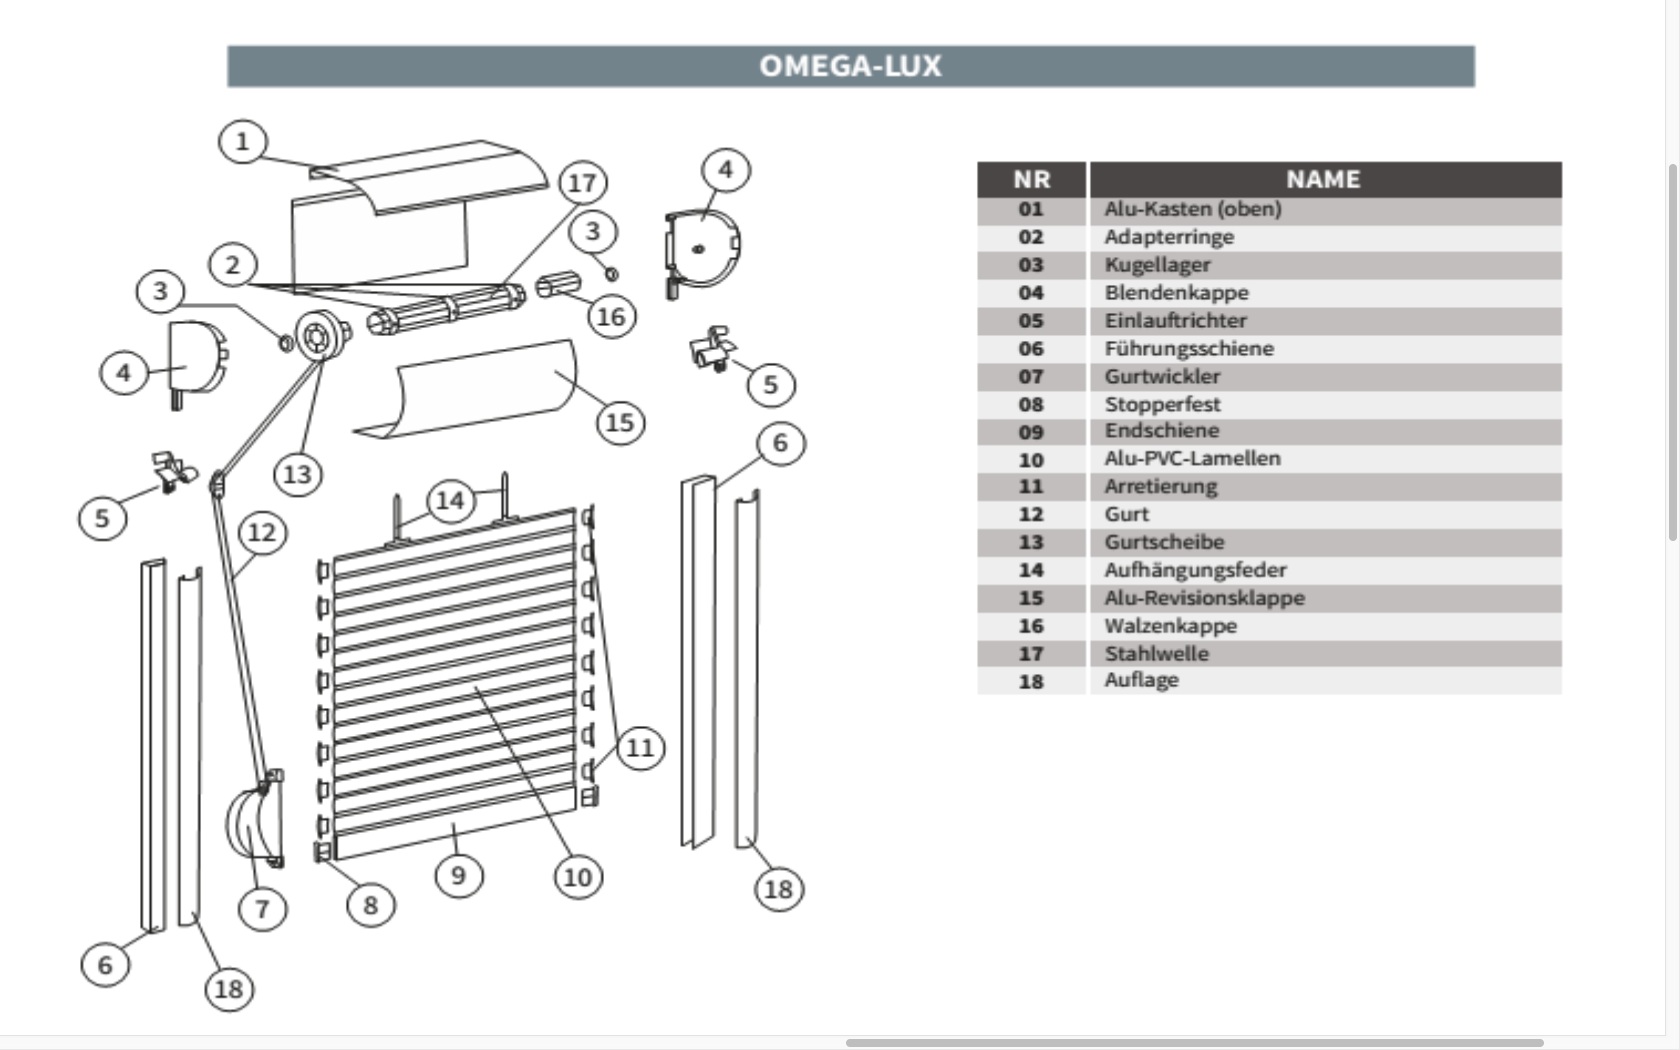 OMEGA-LUX
1
17
4
3
2
3
16
4
5
15
6
13
14
5
12
11
9
10
8
7
18
6
18
NR NAME
01 Alu-Kasten (oben)
02 Adapterringe
03 Kugellager
04 Blendenkappe
05 Einlauftrichter
06 Führungsschiene
07 Gurtwickler
08 Stopperfest
09 Endschiene
10 Alu-PVC-Lamellen
11 Arretierung
12 Gurt
13 Gurtscheibe
14 Aufhängungsfeder
15 Alu-Revisionsklappe
16 Walzenkappe
17 Stahlwelle
18 Auflage